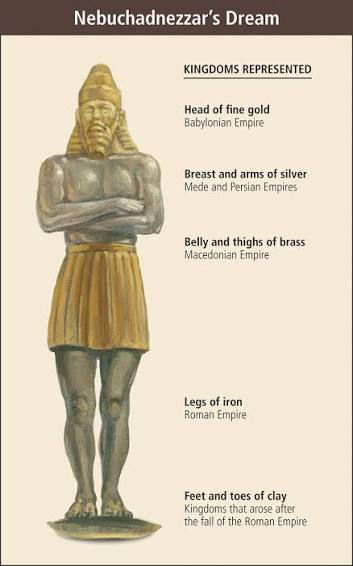 Nebuchadnezzar's Dream
KINGDOMS REPRESENTED
Head of fine gold
Babylonian Empire
Breast and arms of silver
Mede and Persian Empires
Belly and thighs of brass
Macedonian Empire
Legs of iron
Roman Empire
Feet and toes of clay
Kingdoms that arose after
the fall of the Roman Empire